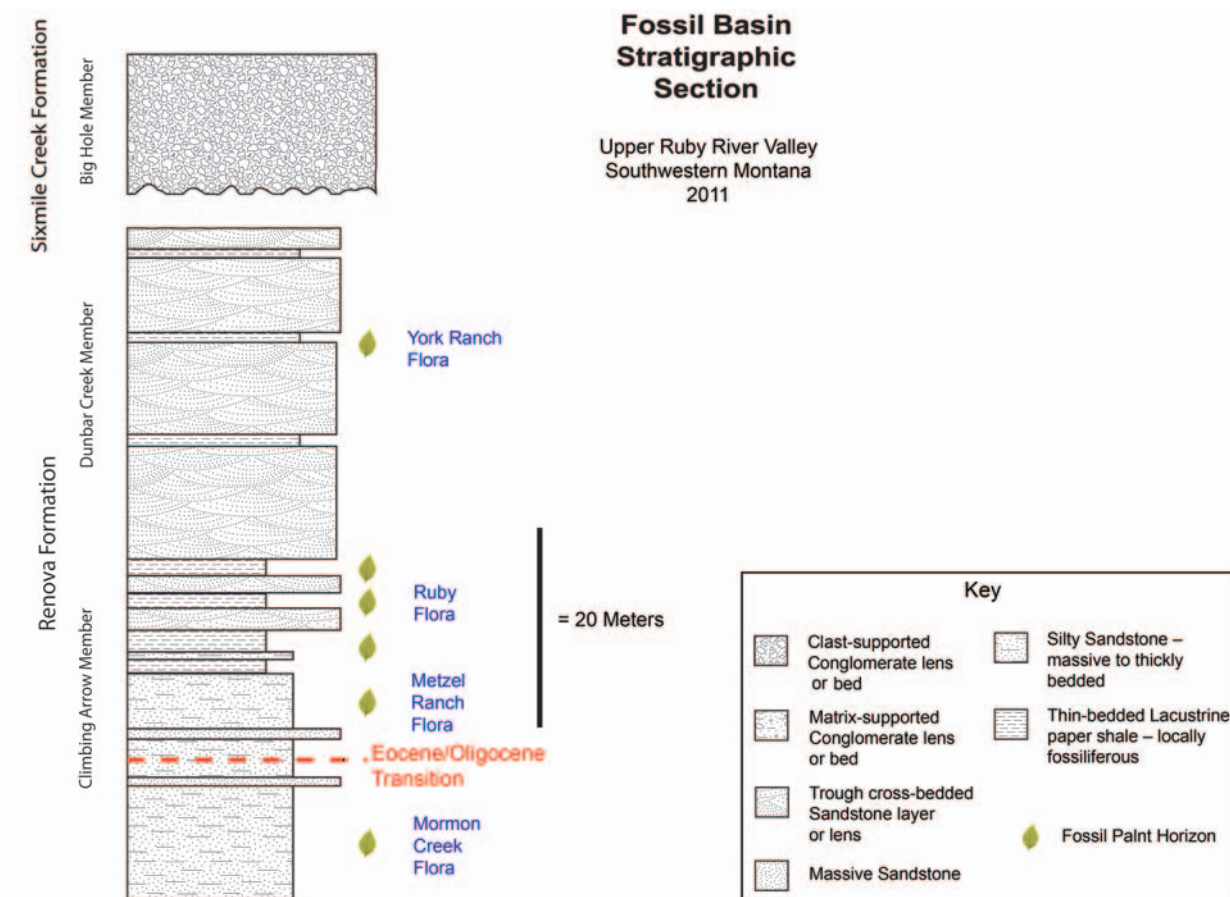 Fossil Basin
Stratigraphic
Section
Upper Ruby River Valley
Southwestern Montana
2011
Sixmile Creek Formation
Big Hole Member
Renova Formation
Dunbar Creek Member
Climbing Arrow Member
York Ranch
Flora
Ruby
Flora
= 20 Meters
Metzel
Ranch
Flora
Eocene/Oligocene
Transition
Mormon
Creek
Flora
Key
Clast-supported
Conglomerate lens
or bed
Matrix-supported
Conglomerate lens
or bed
Trough cross-bedded
Sandstone layer
or lens
Massive Sandstone
Silty Sandstone –
massive to thickly
bedded
Thin-bedded Lacustrine
paper shale – locally
fossiliferous
Fossil Palnt Horizon